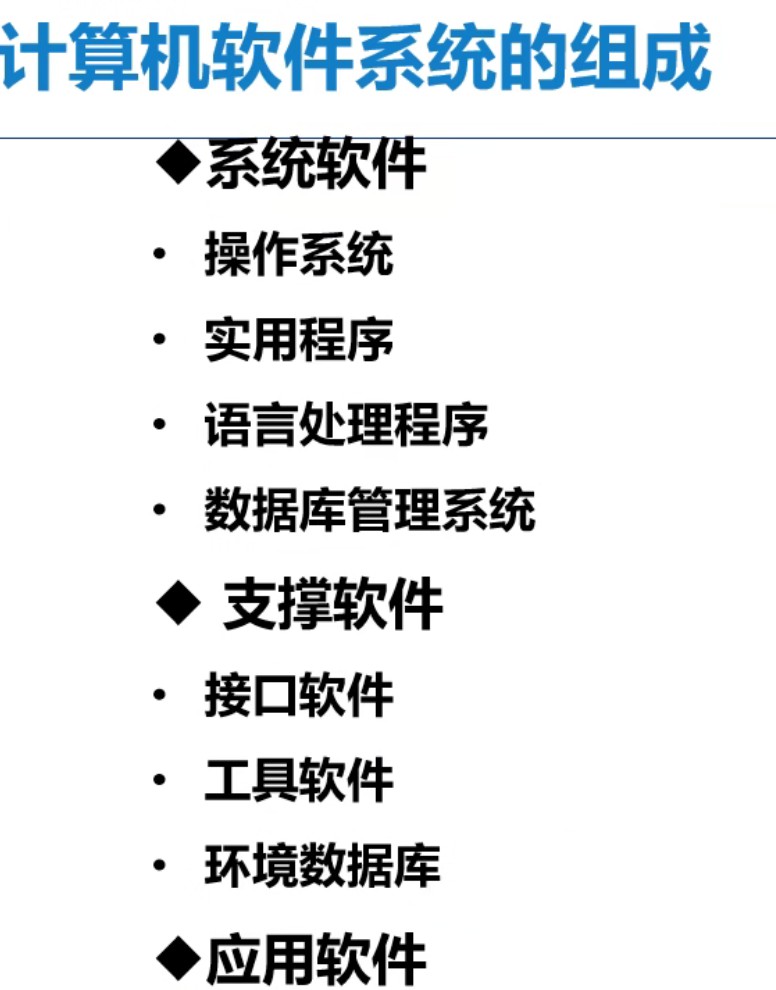 计算机软件系统的组成
◆系统软件
• 操作系统
• 实用程序
• 语言处理程序
• 数据库管理系统
◆ 支撑软件
• 接口软件
• 工具软件
• 环境数据库
◆应用软件